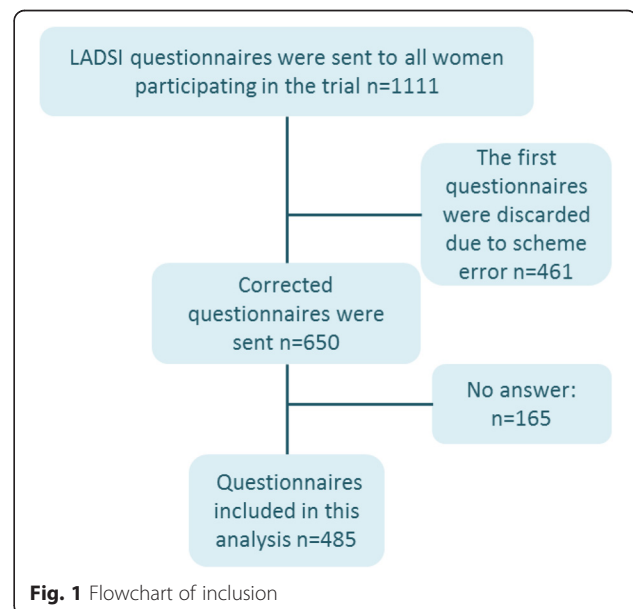 LADSI questionnaires were sent to all women
participating in the trial n=1111
The first
questionnaires
were discarded
due to scheme
error n=461
Corrected
questionnaires were
sent n=650
No answer:
n=165
Questionnaires
included in this
analysis n=485
Fig. 1 Flowchart of inclusion